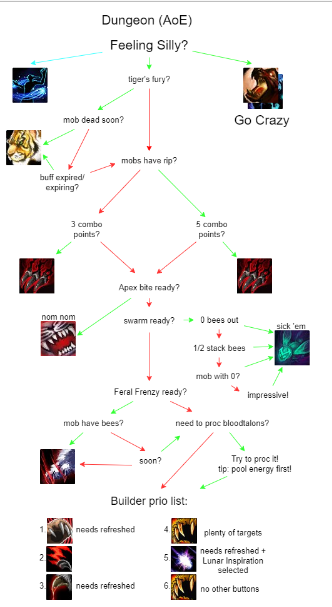 Dungeon (AoE)
Feeling Silly?
tiger's fury?
Go Crazy
mob dead soon?
mobs have rip?
buff expired/
expiring?
3 combo
points?
5 combo
points?
Apex bite ready?
nom nom
swarm ready?
0 bees out
sick 'em
1/2 stack bees
mob with 0?
impressive!
Feral Frenzy ready?
mob have bees?
need to proc bloodtalons?
soon?
Try to proc it!
tip: pool energy first!
Builder prio list:
1.
needs refreshed
4.
plenty of targets
2.
5.
needs refreshed +
Lunar Inspiration
selected
3.
needs refreshed
6.
no other buttons